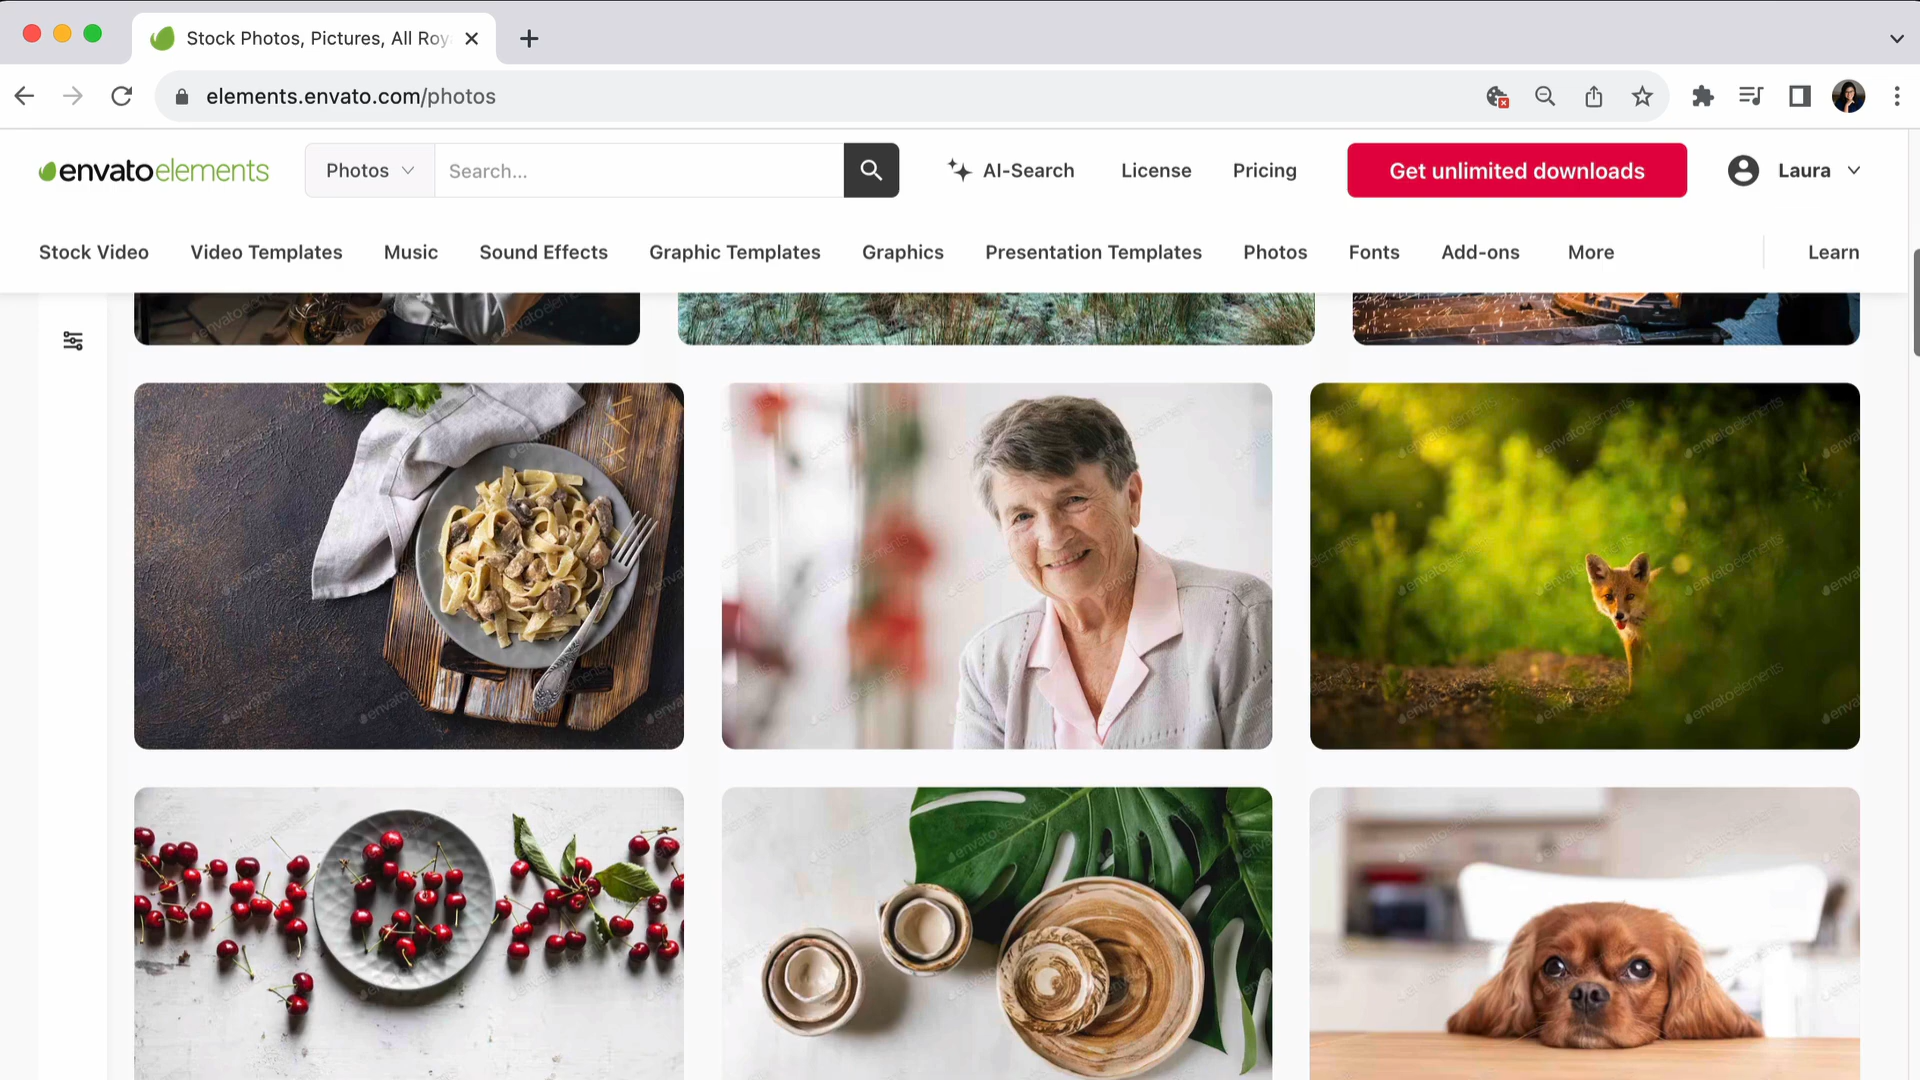 Stock Photos, Pictures, All Roy
elements.envato.com/photos
envatoelements
Photos
Search...
AI-Search
License
Pricing
Get unlimited downloads
Laura
Stock Video
Video Templates
Music
Sound Effects
Graphic Templates
Graphics
Presentation Templates
Photos
Fonts
Add-ons
More
Learn